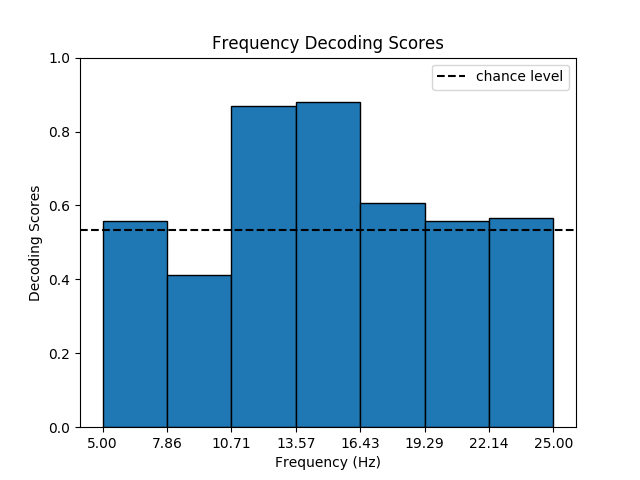 Frequency Decoding Scores
1.0
chance level
0.8
0.6
Decoding Scores
0.4
0.2
0.0
5.00 7.86 10.71 13.57 16.43 19.29 22.14 25.00
Frequency (Hz)